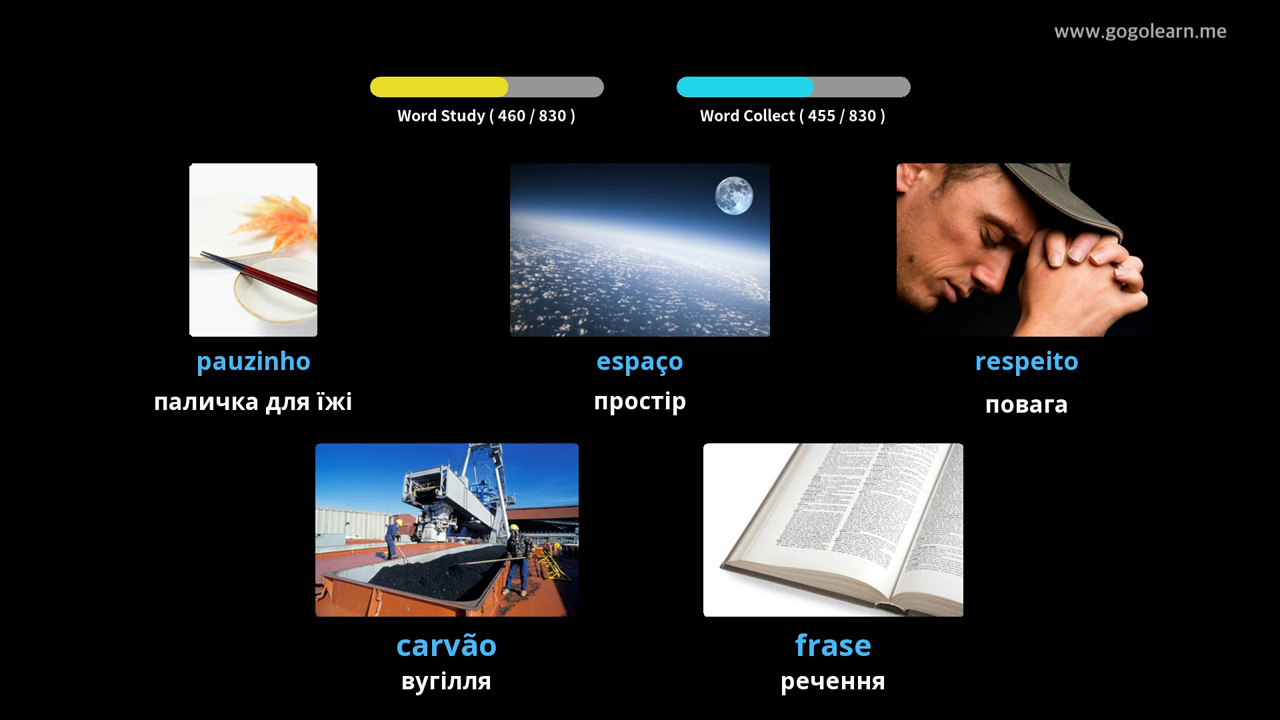 www.gogolearn.me
Word Study ( 460 / 830 )
Word Collect ( 455 / 830 )
pauzinho
паличка для їжі
espaço
простір
respeito
повага
carvão
вугілля
frase
речення